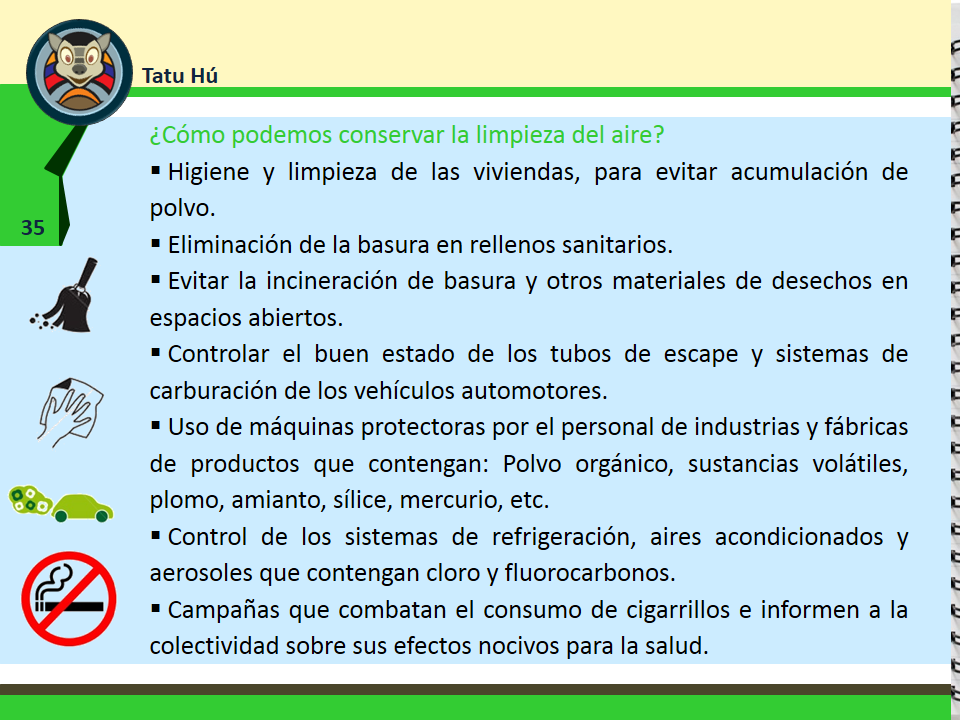 Tatu Hú
¿Cómo podemos conservar la limpieza del aire?
▪ Higiene y limpieza de las viviendas, para evitar acumulación de
polvo.
35
▪ Eliminación de la basura en rellenos sanitarios.
▪ Evitar la incineración de basura y otros materiales de desechos en
espacios abiertos.
▪ Controlar el buen estado de los tubos de escape y sistemas de
carburación de los vehículos automotores.
▪ Uso de máquinas protectoras por el personal de industrias y fábricas
de productos que contengan: Polvo orgánico, sustancias volátiles,
plomo, amianto, sílice, mercurio, etc.
▪ Control de los sistemas de refrigeración, aires acondicionados y
aerosoles que contengan cloro y fluorocarbonos.
▪ Campañas que combatan el consumo de cigarrillos e informen a la
colectividad sobre sus efectos nocivos para la salud.